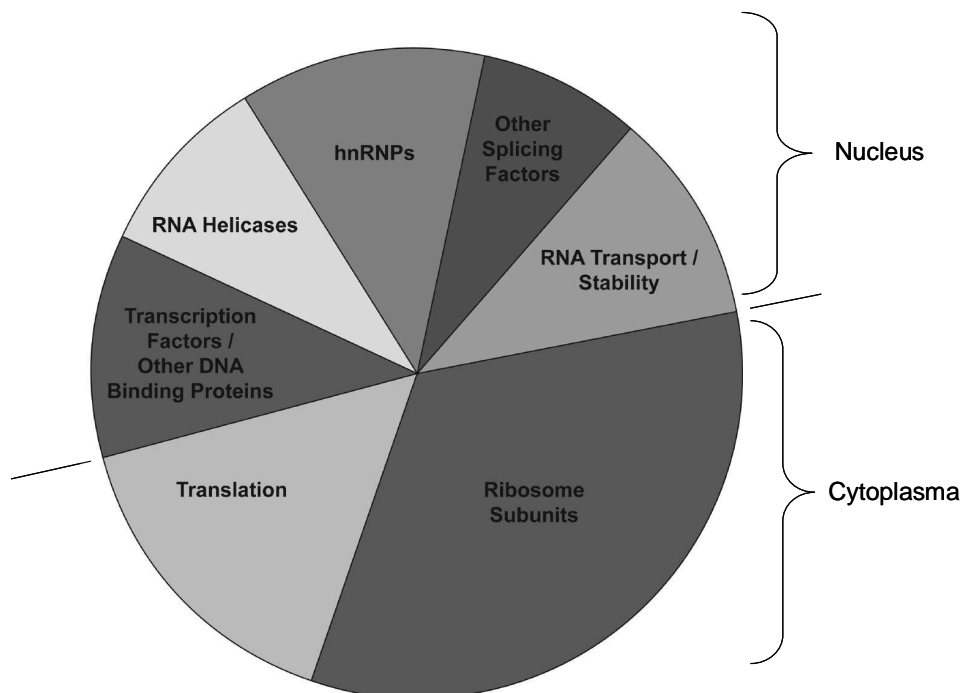 Other
Splicing
Factors
hnRNPs
Nucleus
RNA Helicases
RNA Transport /
Stability
Transcription
Factors /
Other DNA
Binding Proteins
Translation
Ribosome
Subunits
Cytoplasma